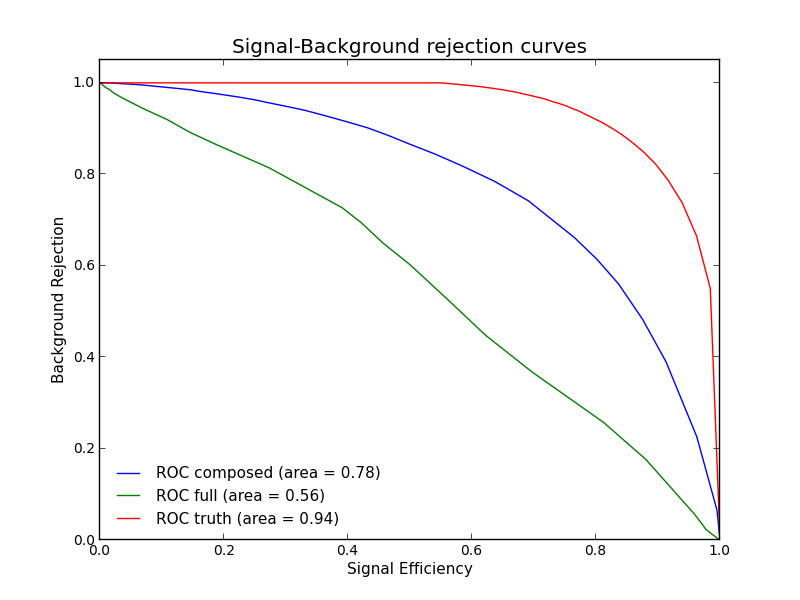 Signal-Background rejection curves
1.0
0.8
0.6
0.4
0.2
0.0
Background Rejection
ROC composed (area = 0.78)
ROC full (area = 0.56)
ROC truth (area = 0.94)
0.0 0.2 0.4 0.6 0.8 1.0
Signal Efficiency